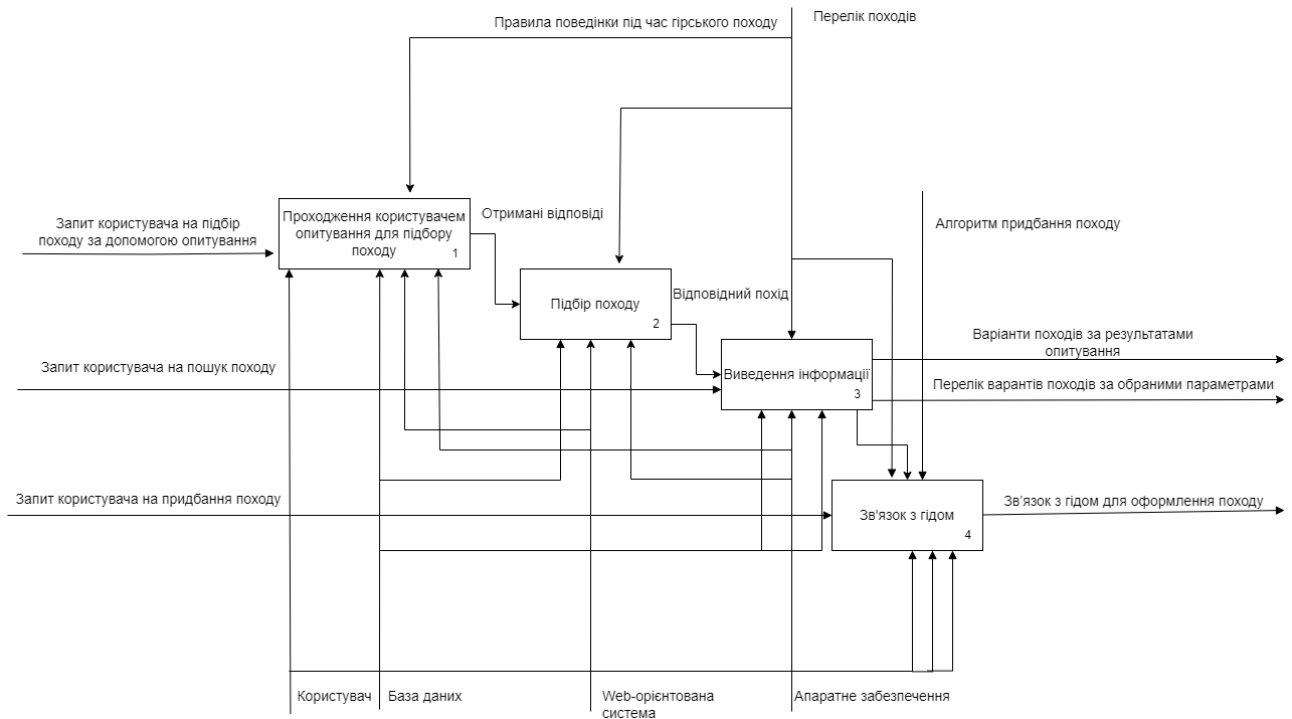 Правила поведінки під час гірського походу
Перелік походів
Запит користувача на підбір
походу за допомогою опитування
Проходження користувачем
опитування для підбору
походу
1
Отримані відповіді
Алгоритм придбання походу
Підбір походу
2
Відповідний похід
Запит користувача на пошук походу
Виведення інформації
3
Варіанти походів за результатами
опитування
Перелік варантів походів за обраними параметрами
Запит користувача на придбання походу
Зв'язок з гідом
4
Зв'язок з гідом для оформлення походу
Користувач
База даних
Web-орієнтована
система
Апаратне забезпечення